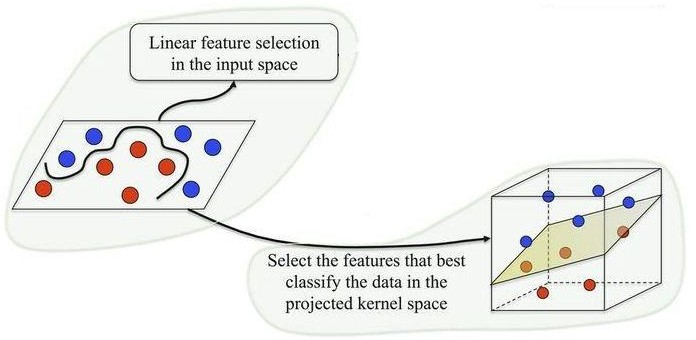 Linear feature selection
in the input space
Select the features that best
classify the data in the
projected kernel space